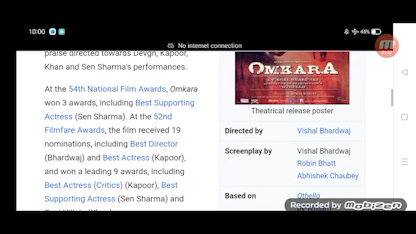 18:00
43%
No internet connection
praise directed towards Devgn, Kapoor,
Khan and Sen Sharma's performances.
At the 54th National Film Awards, Omkara
won 3 awards, including Best Supporting
Actress (Sen Sharma). At the 52nd
Filmfare Awards, the film received 19
nominations, including Best Director
(Bhardwaj) and Best Actress (Kapoor),
and won a leading 9 awards, including
Best Actress (Critics) (Kapoor), Best
Supporting Actress (Sen Sharma) and
OMKARA
Theatrical release poster
Directed by Vishal Bhardwaj
Screenplay by Vishal Bhardwaj
Robin Bhatt
Abhishek Chaubey
Based on Othello
Recorded by MOBIZEN